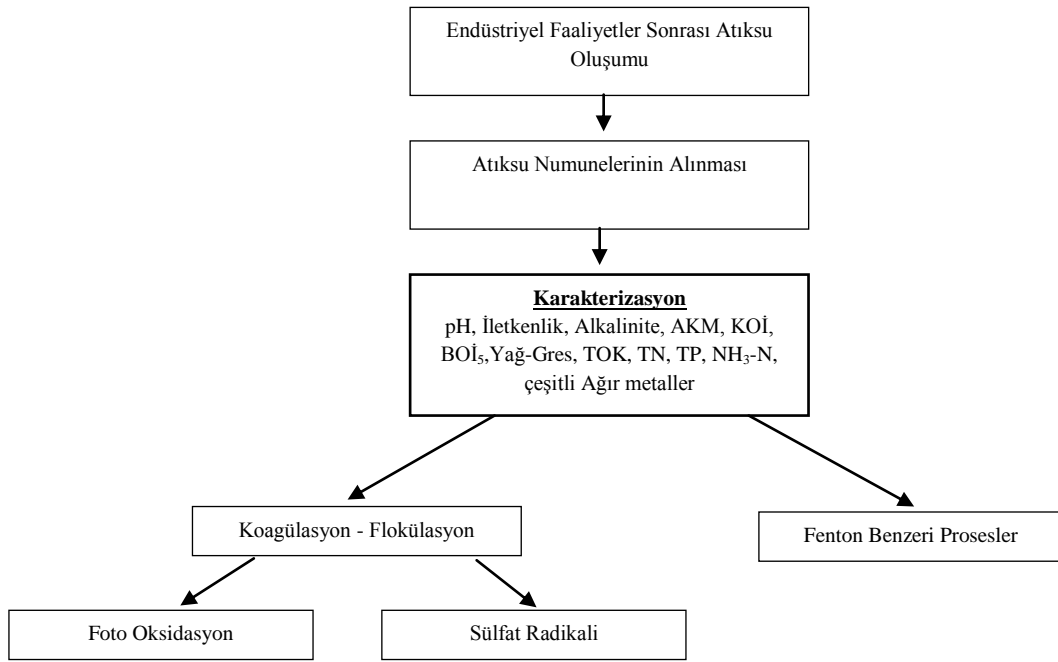 Endüstriyel Faaliyetler Sonrası Atıksu
Oluşumu
Atıksu Numunelerinin Alınması
Karakterizasyon
pH, İletkenlik, Alkalinite, AKM, KOİ,
BOİ₅,Yağ-Gres, TOK, TN, TP, NH₃-N,
çeşitli Ağır metaller
Koagülasyon - Flokülasyon
Fenton Benzeri Prosesler
Foto Oksidasyon
Sülfat Radikali